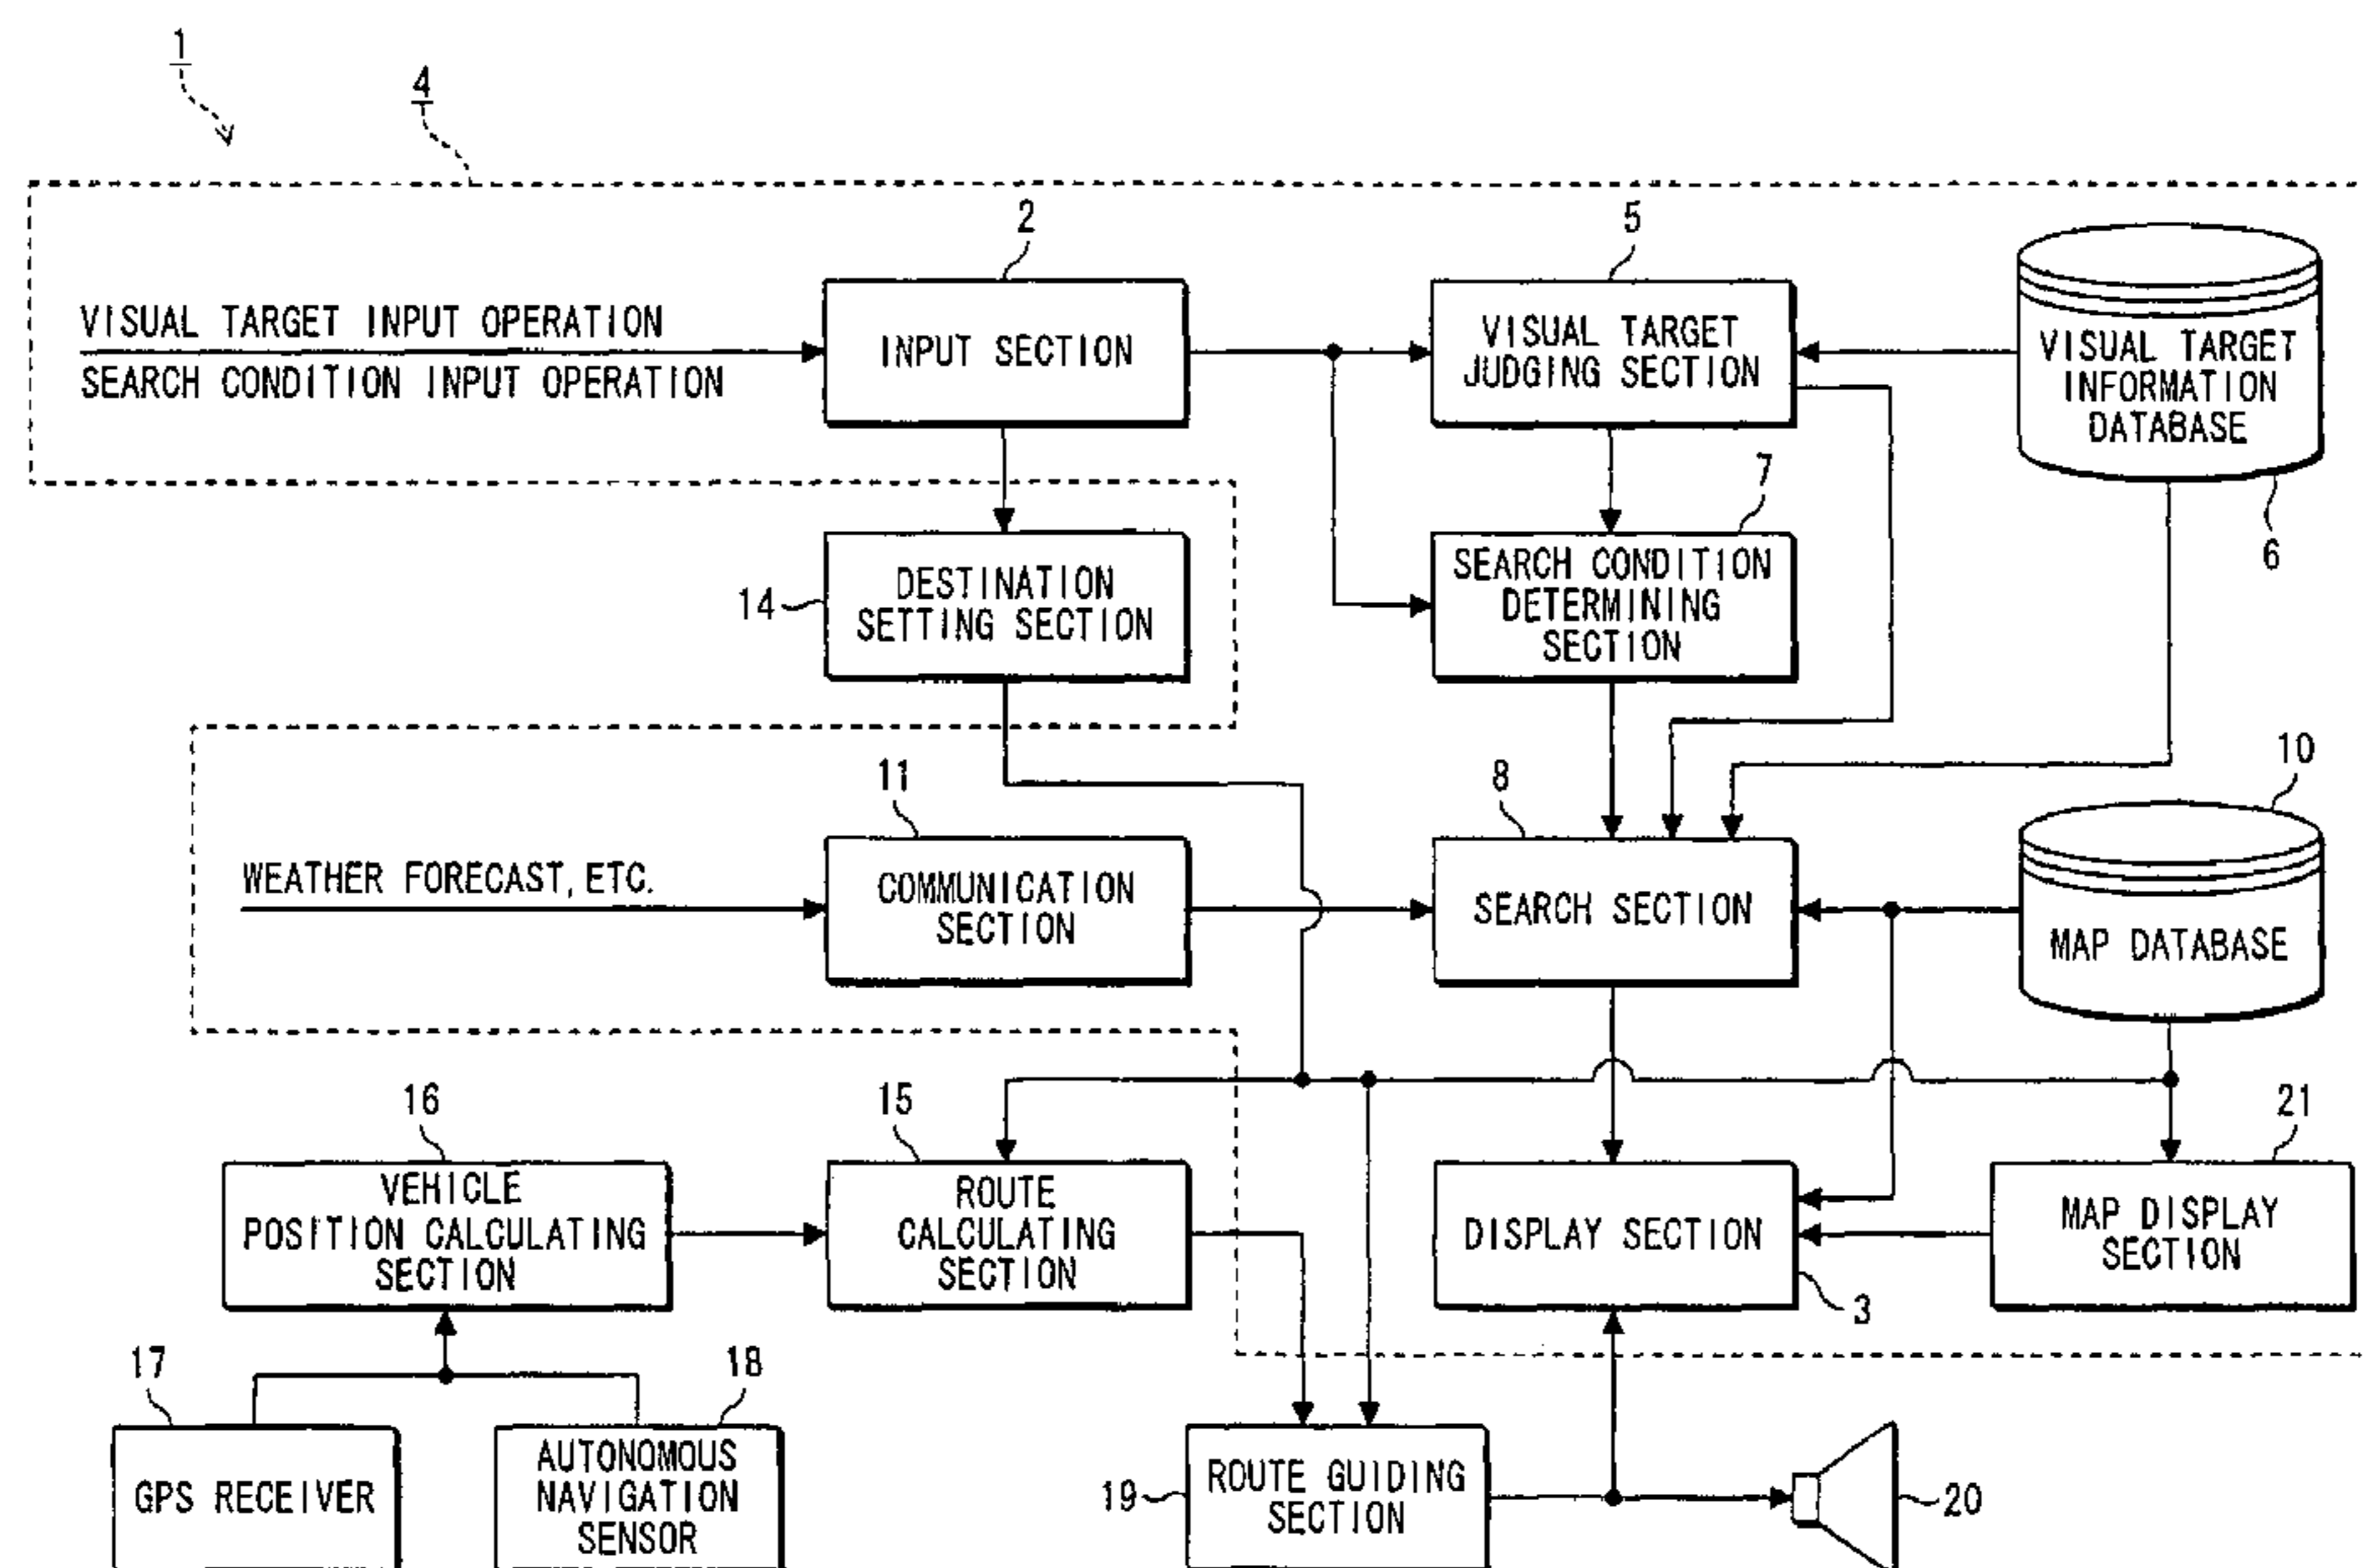 1
4
2
5
VISUAL TARGET INPUT OPERATION
SEARCH CONDITION INPUT OPERATION
INPUT SECTION
VISUAL TARGET
JUDGING SECTION
VISUAL TARGET
INFORMATION
DATABASE
6
7
14
DESTINATION
SETTING SECTION
SEARCH CONDITION
DETERMINING
SECTION
11
8
10
WEATHER FORECAST, ETC.
COMMUNICATION
SECTION
SEARCH SECTION
MAP DATABASE
16
15
21
VEHICLE
POSITION CALCULATING
SECTION
ROUTE
CALCULATING
SECTION
DISPLAY SECTION
3
MAP DISPLAY
SECTION
17
18
GPS RECEIVER
AUTONOMOUS
NAVIGATION
SENSOR
19
ROUTE GUIDING
SECTION
20